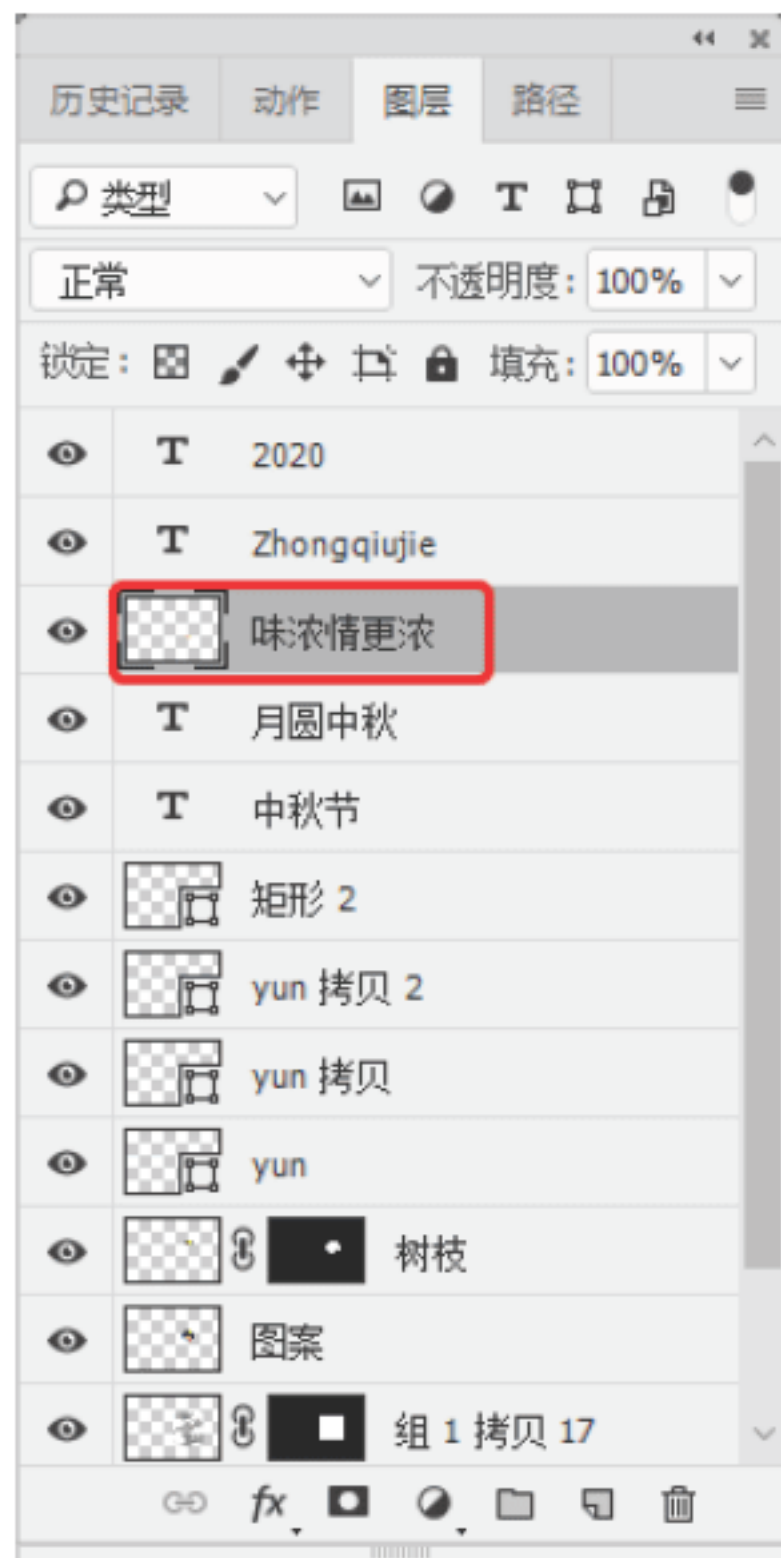 历史记录 动作 图层 路径
类型
正常 不透明度: 100%
锁定: 填充: 100%
T 2020
T Zhongqiujie
味浓情更浓
T 月圆中秋
T 中秋节
矩形 2
yun 拷贝 2
yun 拷贝
yun
树枝
图案
组 1 拷贝 17
fx